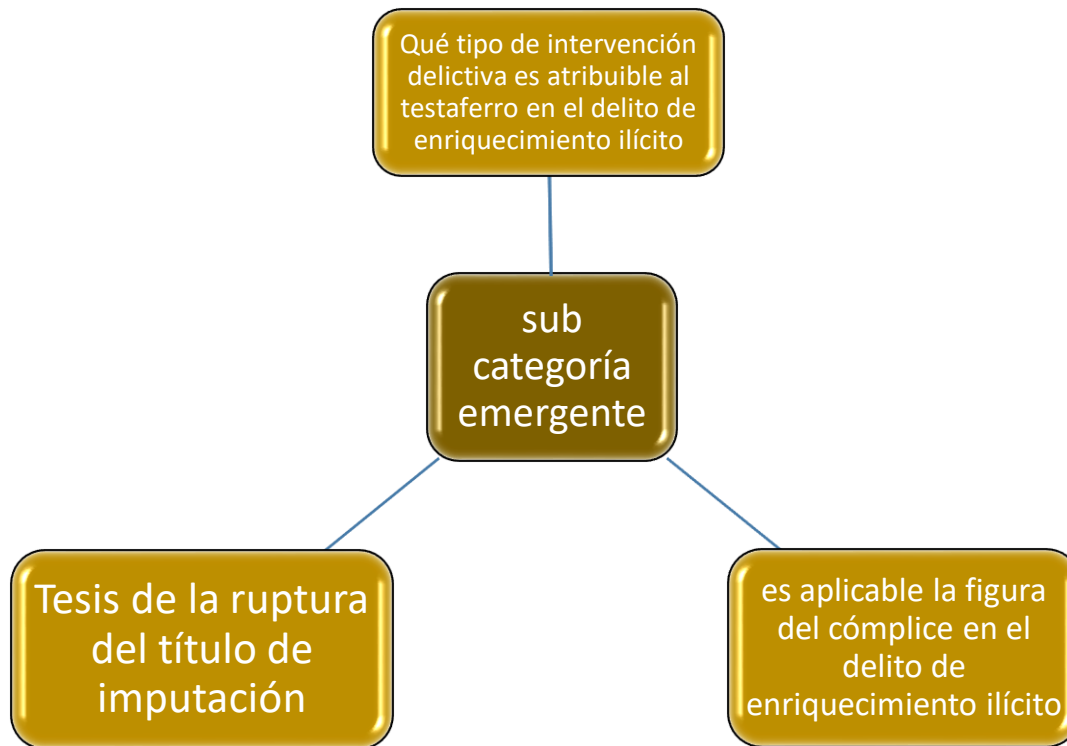 Qué tipo de intervención
delictiva es atribuible al
testaferro en el delito de
enriquecimiento ilícito
sub
categoría
emergente
Tesis de la ruptura
del título de
imputación
es aplicable la figura
del cómplice en el
delito de
enriquecimiento ilícito